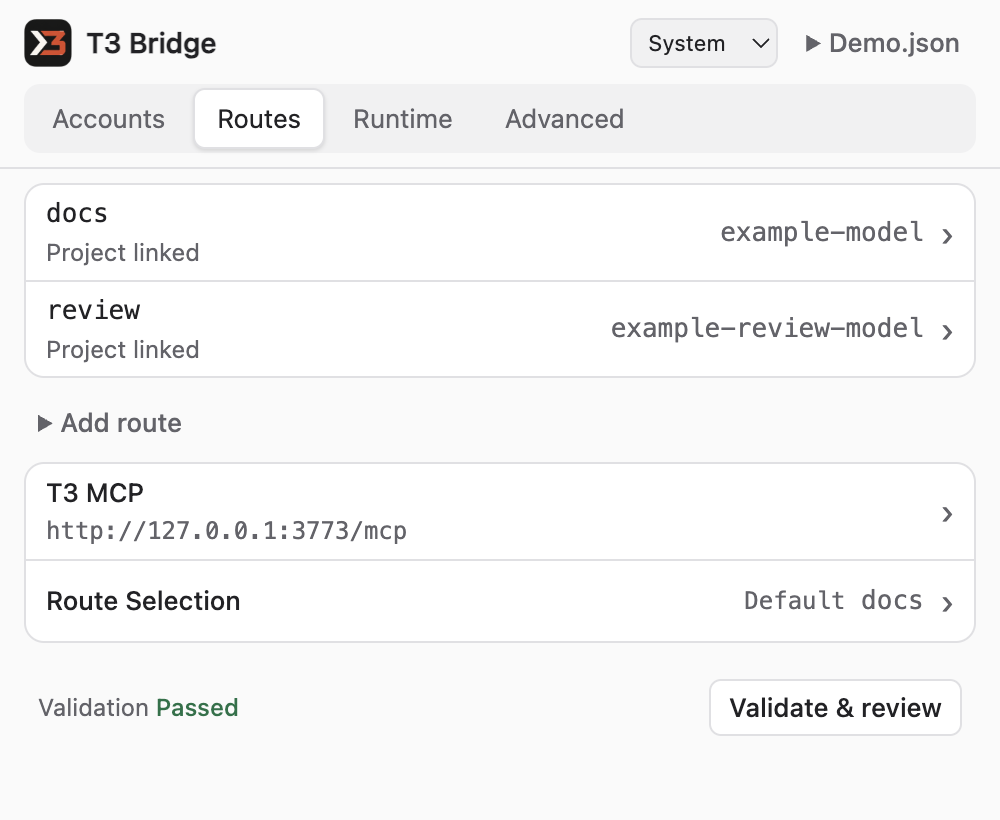 T3 Bridge
System
Demo.json
Accounts
Routes
Runtime
Advanced
docs
Project linked
example-model
review
Project linked
example-review-model
Add route
T3 MCP
http://127.0.0.1:3773/mcp
Route Selection
Default docs
Validation Passed
Validate & review